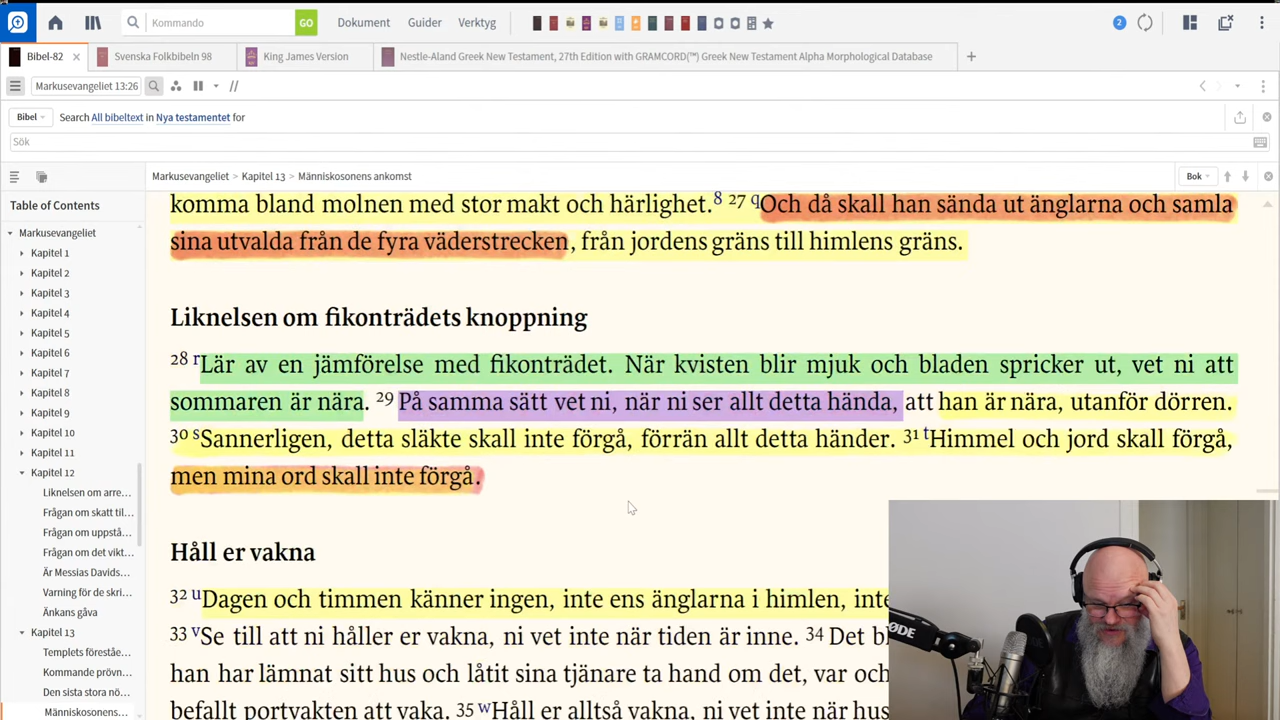 Kommando
GO
Dokument
Guider
Verktyg
2
Bibel-82
Svenska Folkbibeln 98
King James Version
Nestle-Aland Greek New Testament, 27th Edition with GRAMCORD(™) Greek New Testament Alpha Morphological Database
Markusevangeliet 13:26
Bibel
Search All bibeltext in Nya testamentet for
Sök
Markusevangeliet > Kapitel 13 > Människosonens ankomst
Bok
Table of Contents
Markusevangeliet
Kapitel 1
Kapitel 2
Kapitel 3
Kapitel 4
Kapitel 5
Kapitel 6
Kapitel 7
Kapitel 8
Kapitel 9
Kapitel 10
Kapitel 11
Kapitel 12
Liknelsen om arre...
Frågan om skatt til...
Frågan om uppstå...
Frågan om det vikt...
Är Messias Davids...
Varning för de skri...
Änkans gåva
Kapitel 13
Templets förestäe...
Kommande prövn...
Den sista stora nö...
Människosonens...
komma bland molnen med stor makt och härlighet.8 27 qOch då skall han sända ut änglarna och samla
sina utvalda från de fyra väderstrecken, från jordens gräns till himlens gräns.
Liknelsen om fikonträdets knoppning
28 rLär av en jämförelse med fikonträdet. När kvisten blir mjuk och bladen spricker ut, vet ni att
sommaren är nära. 29 På samma sätt vet ni, när ni ser allt detta hända, att han är nära, utanför dörren.
30 sSannerligen, detta släkte skall inte förgå, förrän allt detta händer. 31 tHimmel och jord skall förgå,
men mina ord skall inte förgå.
Håll er vakna
32 uDagen och timmen känner ingen, inte ens änglarna i himlen, inte
33 vSe till att ni håller er vakna, ni vet inte när tiden är inne. 34 Det
han har lämnat sitt hus och låtit sina tjänare ta hand om det, var och
befallt portvakten att vaka. 35 wHåll er alltså vakna, ni vet inte när
RØDE